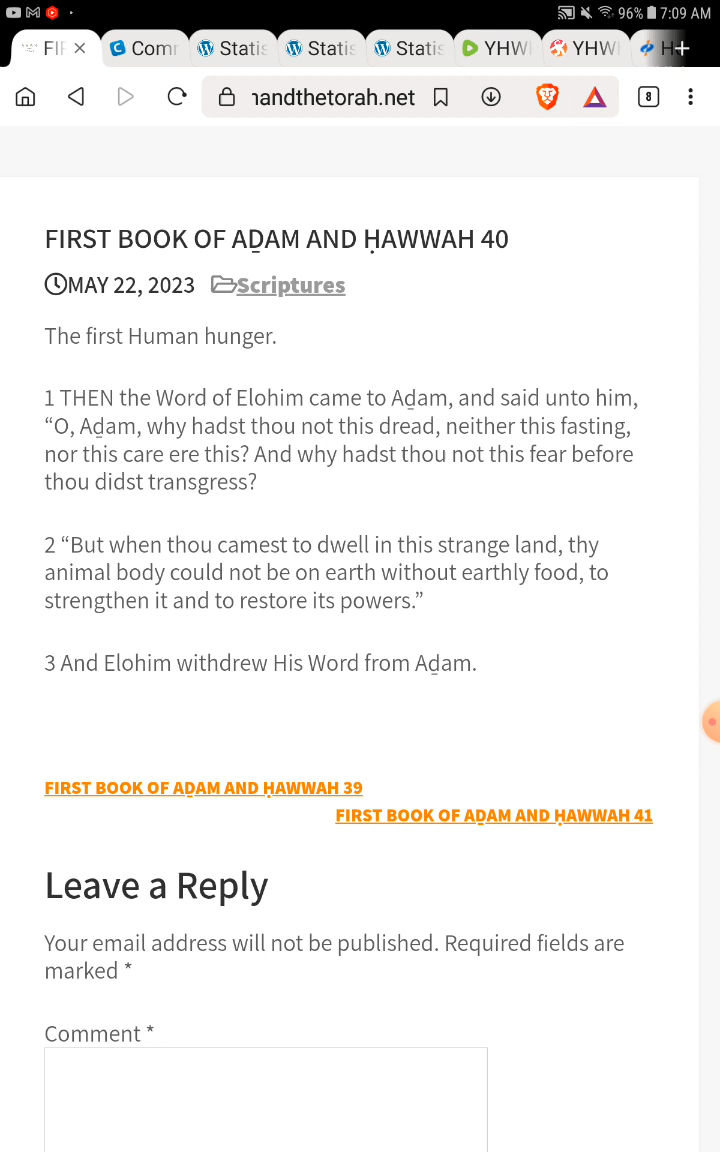 96% 7:09 AM
FIF Comr Statis Statis Statis YHWI YHWI H
handthetorah.net 8
FIRST BOOK OF AḎAM AND ḤAWWAH 40
MAY 22, 2023 Scriptures
The first Human hunger.
1 THEN the Word of Elohim came to Aḏam, and said unto him,
“O, Aḏam, why hadst thou not this dread, neither this fasting,
nor this care ere this? And why hadst thou not this fear before
thou didst transgress?
2 “But when thou camest to dwell in this strange land, thy
animal body could not be on earth without earthly food, to
strengthen it and to restore its powers.”
3 And Elohim withdrew His Word from Aḏam.
FIRST BOOK OF AḎAM AND ḤAWWAH 39
FIRST BOOK OF AḎAM AND ḤAWWAH 41
Leave a Reply
Your email address will not be published. Required fields are
marked *
Comment *